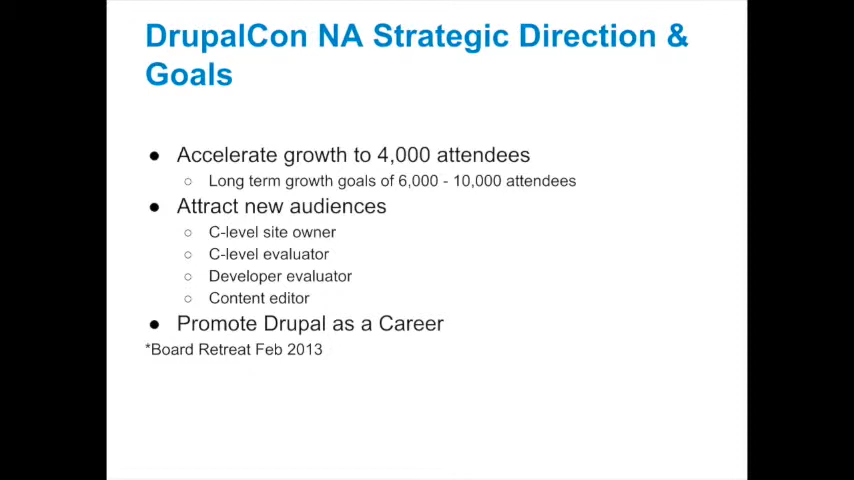 DrupalCon NA Strategic Direction &
Goals
● Accelerate growth to 4,000 attendees
○ Long term growth goals of 6,000 - 10,000 attendees
● Attract new audiences
○ C-level site owner
○ C-level evaluator
○ Developer evaluator
○ Content editor
● Promote Drupal as a Career
*Board Retreat Feb 2013